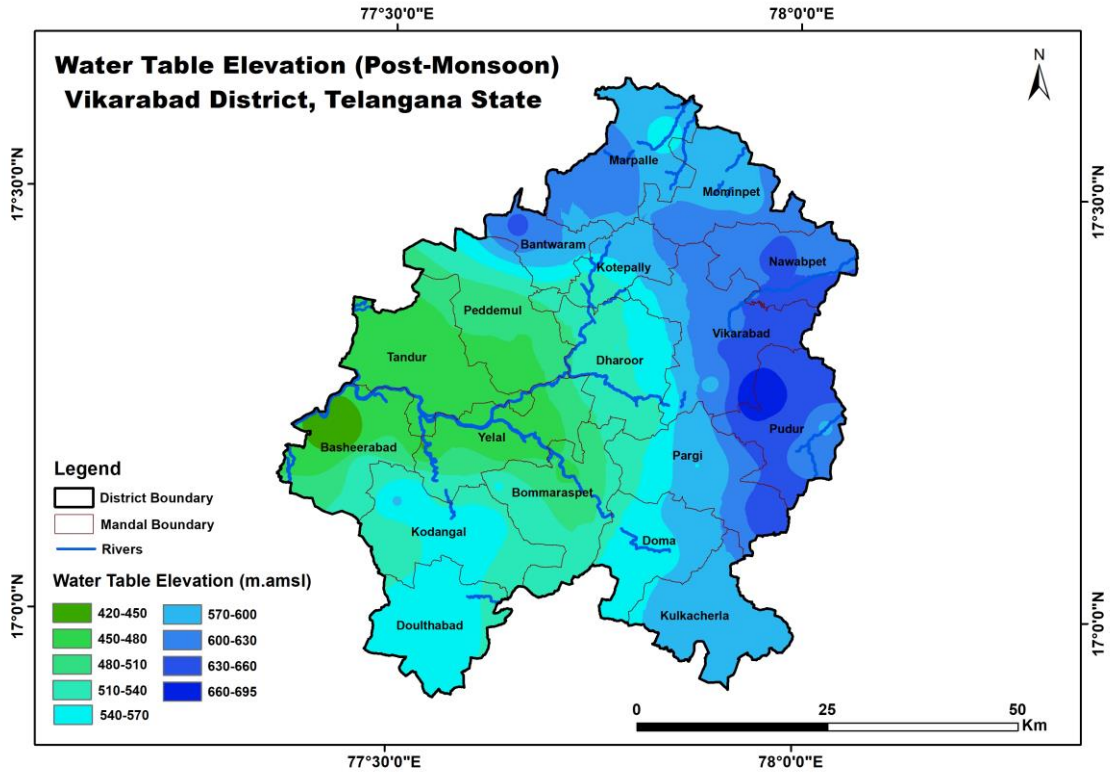 77°30'0"E
78°0'0"E
Water Table Elevation (Post-Monsoon)
Vikarabad District, Telangana State
N
17°30'0"N
17°30'0"N
Marpalle
Mominpet
Bantwaram
Kotepally
Nawabpet
Peddemul
Vikarabad
Tandur
Dharoor
Pudur
Basheerabad
Yelal
Pargi
Bommaraspet
Kodangal
Doma
Doulthabad
Kulkacherla
Legend
District Boundary
Mandal Boundary
Rivers
Water Table Elevation (m.amsl)
420-450
450-480
480-510
510-540
540-570
570-600
600-630
630-660
660-695
17°0'0"N
17°0'0"N
0
25
50
Km
77°30'0"E
78°0'0"E